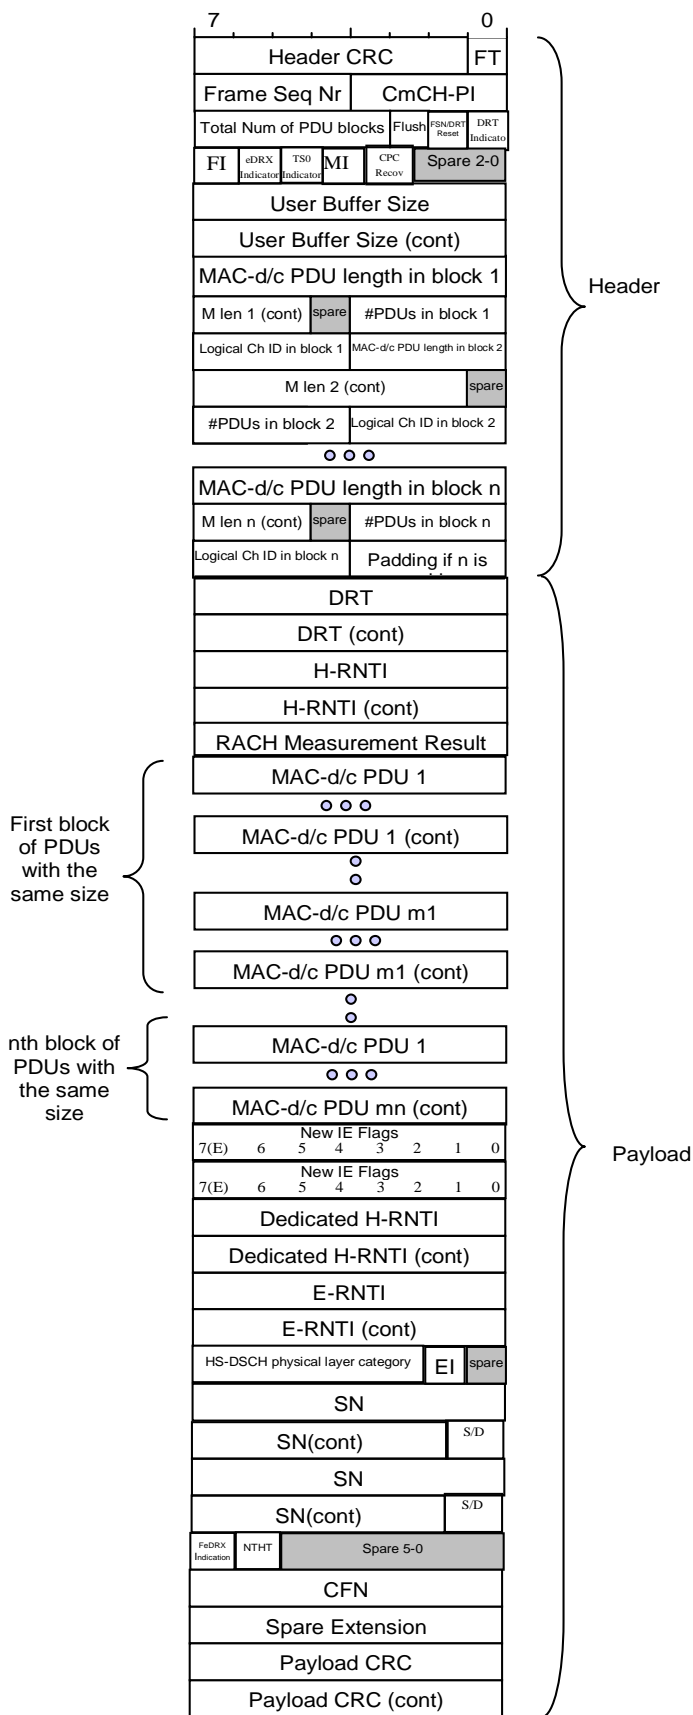 7 0
Header CRC FT
Frame Seq Nr CmCH-PI
Total Num of PDU blocks Flush FSN/DRT Reset DRT Indicato
FI eDRX Indicator TS0 Indicator MI CPC Recov Spare 2-0
User Buffer Size
User Buffer Size (cont)
MAC-d/c PDU length in block 1
Header
M len 1 (cont) spare #PDUs in block 1
Logical Ch ID in block 1 MAC-d/c PDU length in block 2
M len 2 (cont) spare
#PDUs in block 2 Logical Ch ID in block 2
MAC-d/c PDU length in block n
M len n (cont) spare #PDUs in block n
Logical Ch ID in block n Padding if n is
DRT
DRT (cont)
H-RNTI
H-RNTI (cont)
RACH Measurement Result
First block
of PDUs
with the
same size
MAC-d/c PDU 1
MAC-d/c PDU 1 (cont)
MAC-d/c PDU m1
MAC-d/c PDU m1 (cont)
nth block of
PDUs with
the same
size
MAC-d/c PDU 1
MAC-d/c PDU mn (cont)
New IE Flags
7(E) 6 5 4 3 2 1 0
Payload
New IE Flags
7(E) 6 5 4 3 2 1 0
Dedicated H-RNTI
Dedicated H-RNTI (cont)
E-RNTI
E-RNTI (cont)
HS-DSCH physical layer category EI spare
SN
SN(cont) S/D
SN
SN(cont) S/D
FeDRX Indication NTHT Spare 5-0
CFN
Spare Extension
Payload CRC
Payload CRC (cont)